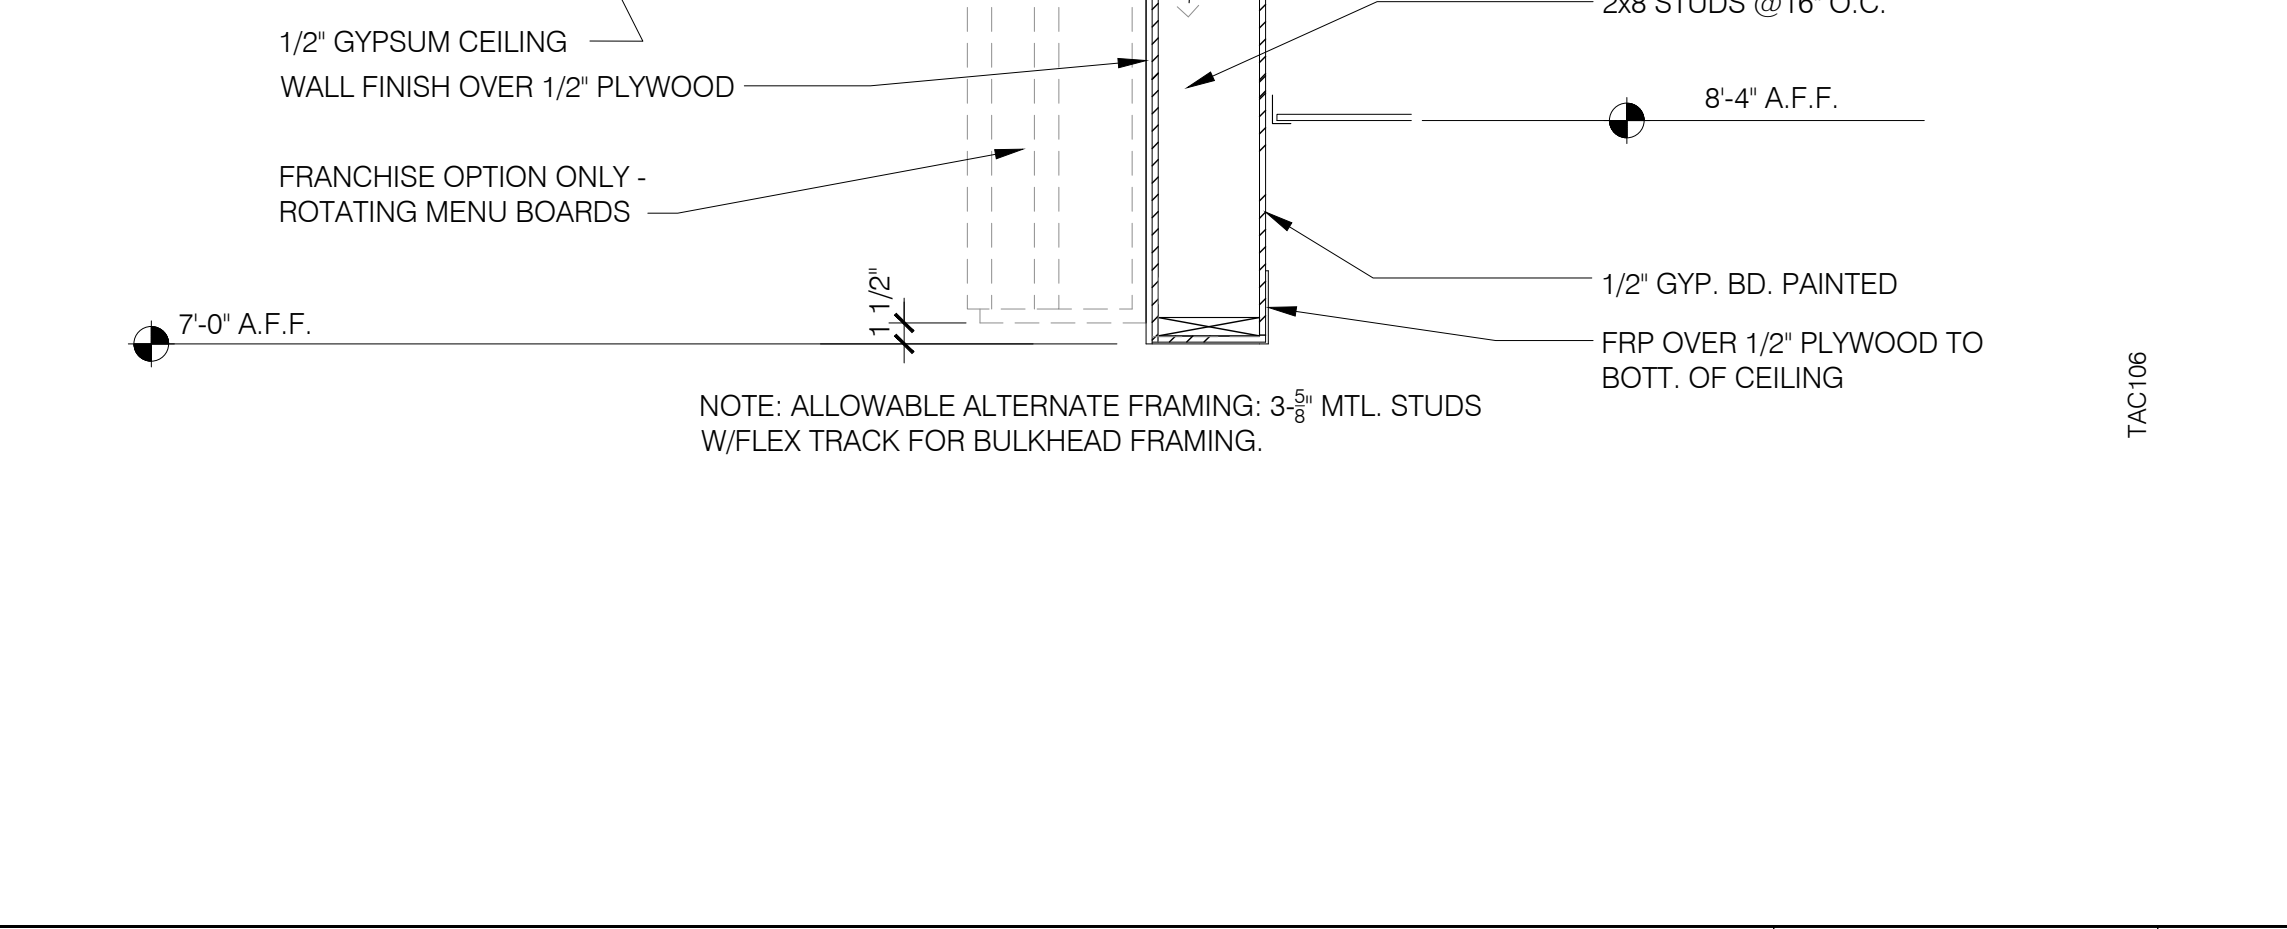 2x8 STUDS @16" O.C.
1/2" GYPSUM CEILING
WALL FINISH OVER 1/2" PLYWOOD
8'-4" A.F.F.
FRANCHISE OPTION ONLY -
ROTATING MENU BOARDS
1 1/2"
1/2" GYP. BD. PAINTED
7'-0" A.F.F.
FRP OVER 1/2" PLYWOOD TO
BOTT. OF CEILING
TAC106
NOTE: ALLOWABLE ALTERNATE FRAMING: 3-5/8" MTL. STUDS
W/FLEX TRACK FOR BULKHEAD FRAMING.